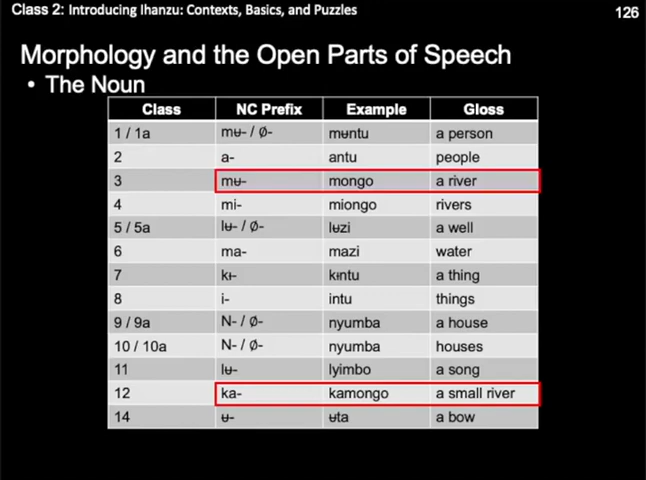 Class 2: Introducing Ihanzu: Contexts, Basics, and Puzzles
126
Morphology and the Open Parts of Speech
• The Noun
Class NC Prefix Example Gloss
1 / 1a mʉ- / Ø- mʉntu a person
2 a- antu people
3 mʉ- mongo a river
4 mi- miongo rivers
5 / 5a lʉ- / Ø- lʉzi a well
6 ma- mazi water
7 kɨ- kɨntu a thing
8 i- intu things
9 / 9a N- / Ø- nyumba a house
10 / 10a N- / Ø- nyumba houses
11 lʉ- lyimbo a song
12 ka- kamongo a small river
14 ʉ- ʉta a bow